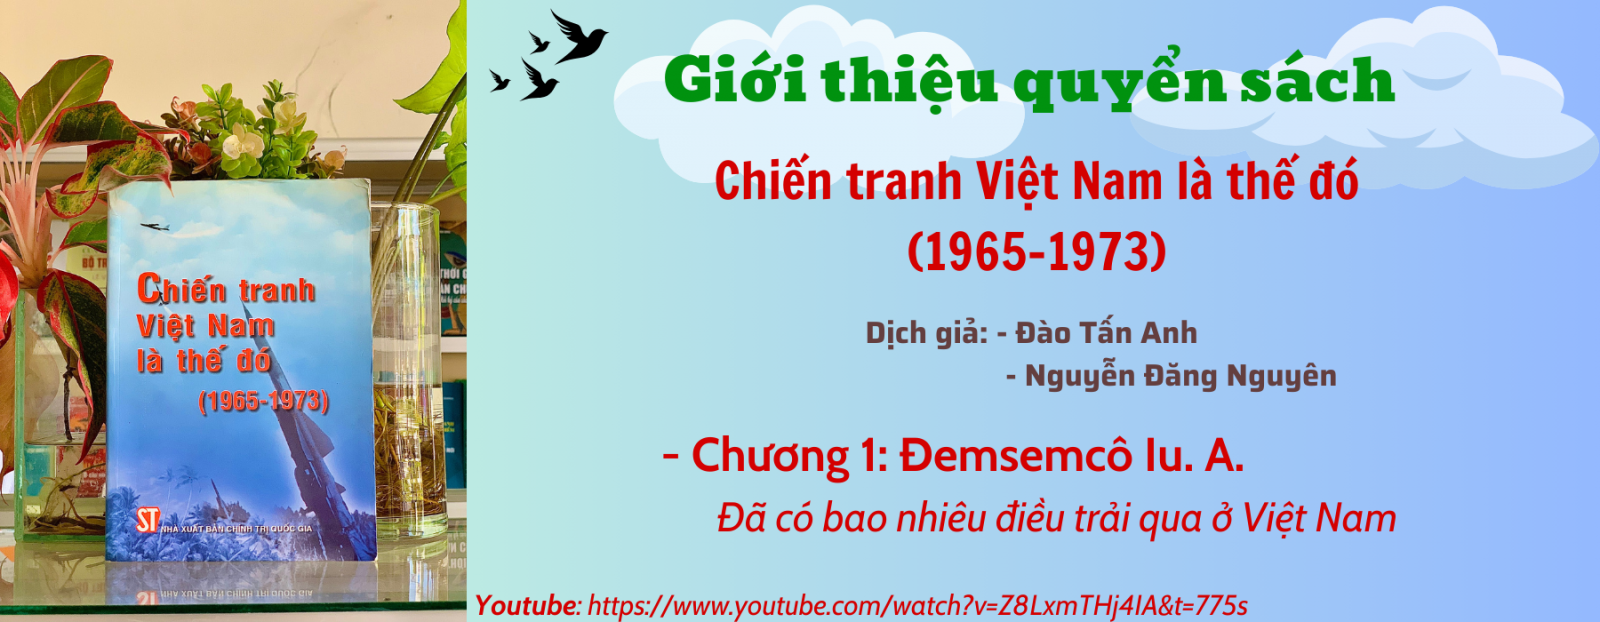 Giới thiệu quyển sách
Chiến tranh Việt Nam là thế đó
(1965-1973)
Dịch giả: - Đào Tấn Anh
- Nguyễn Đăng Nguyên
- Chương 1: Đemsemcô Iu. A.
Đã có bao nhiêu điều trải qua ở Việt Nam
Youtube: https://www.youtube.com/watch?v=Z8LxmTHj4IA&t=775s
Chiến tranh
Việt Nam
là thế đó
(1965-1973)
ST NHÀ XUẤT BẢN CHÍNH TRỊ QUỐC GIA
BỘ